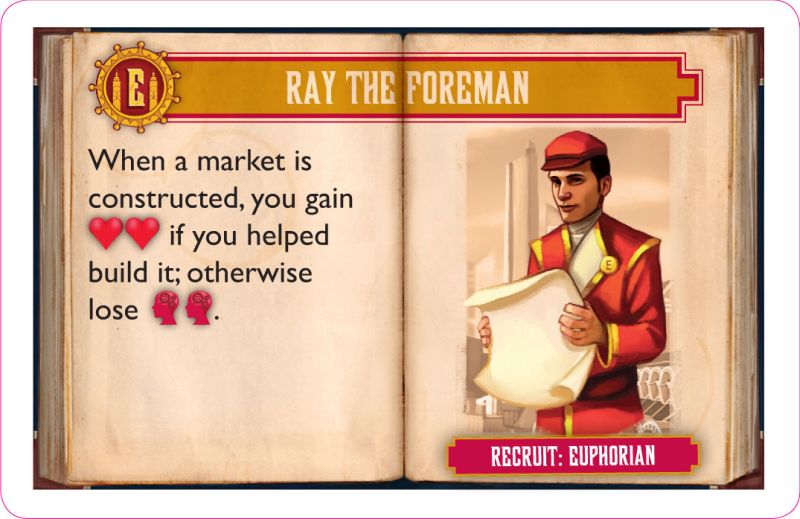 E
RAY THE FOREMAN
When a market is
constructed, you gain
if you helped
build it; otherwise
lose .
E
RECRUIT: EUPHORIAN